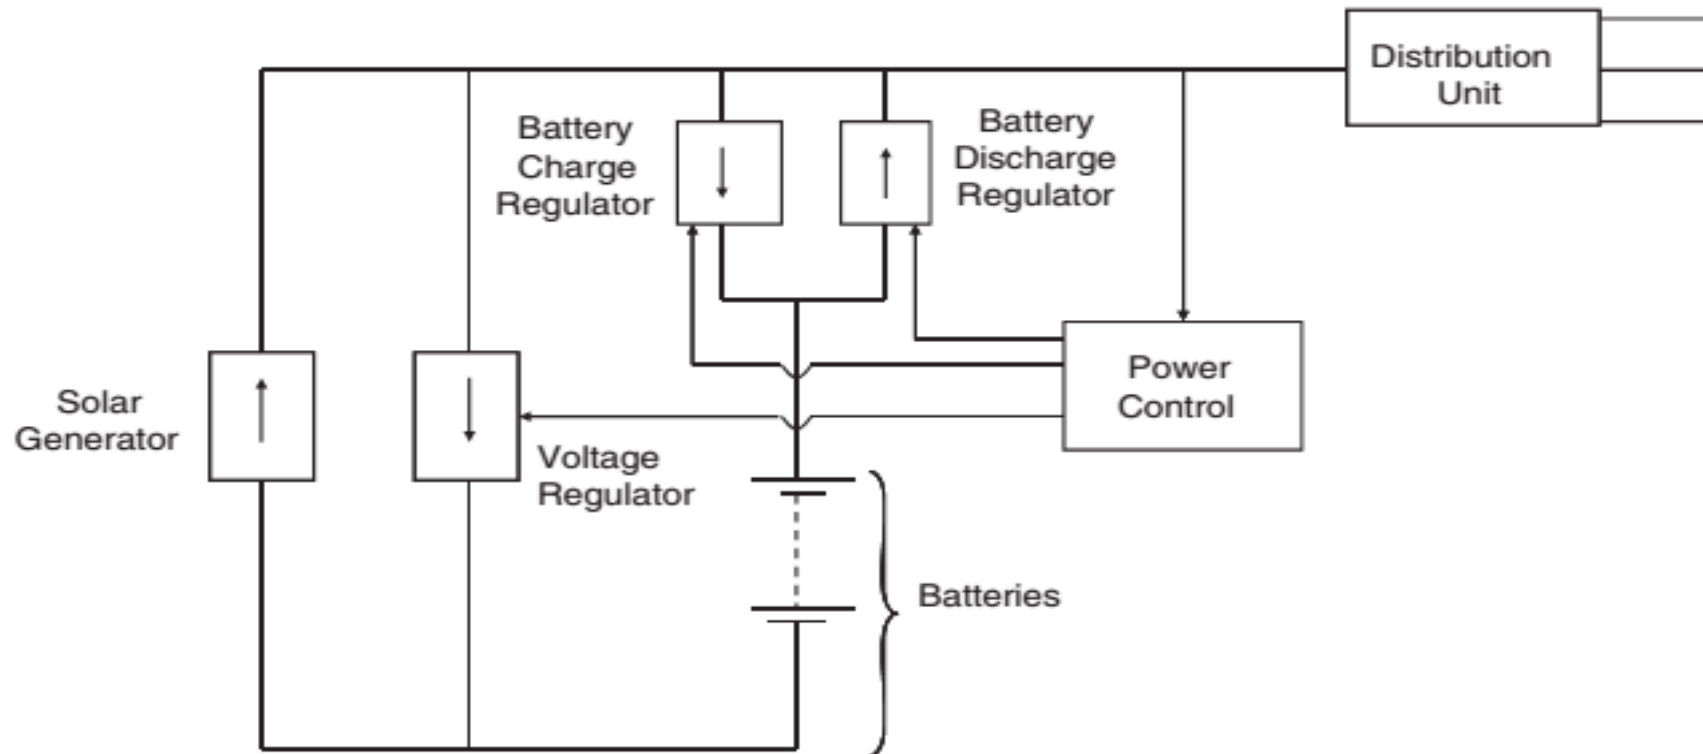 Distribution
Unit
Battery
Charge
Regulator
Battery
Discharge
Regulator
Power
Control
Solar
Generator
Voltage
Regulator
Batteries